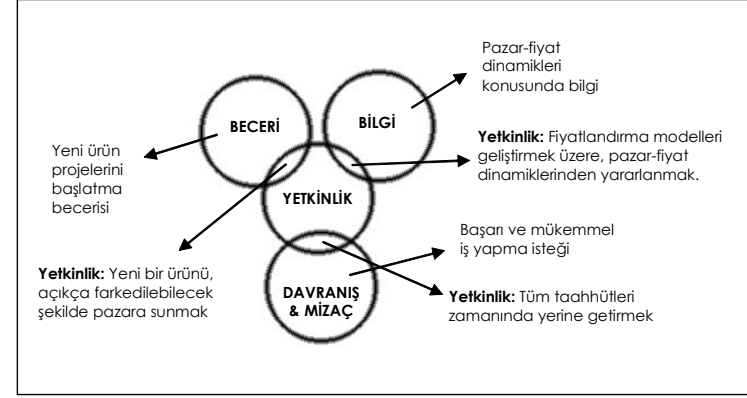 Pazar-fiyat
dinamikleri
konusunda bilgi
BECERİ
BİLGİ
Yetkinlik: Fiyatlandırma modelleri
geliştirmek üzere, pazar-fiyat
dinamiklerinden yararlanmak.
Yeni ürün
projelerini
başlatma
becerisi
YETKİNLİK
Başarı ve mükemmel
iş yapma isteği
Yetkinlik: Yeni bir ürünü,
açıkça farkedilebilecek
şekilde pazara sunmak
DAVRANIŞ
& MİZAÇ
Yetkinlik: Tüm taahhütleri
zamanında yerine getirmek